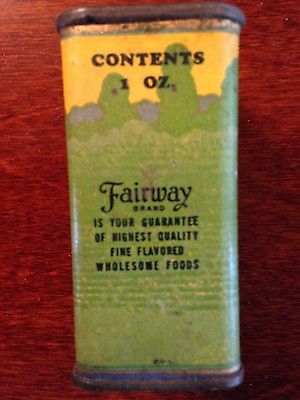 CONTENTS
1 OZ.
Fairway
BRAND
IS YOUR GUARANTEE
OF HIGHEST QUALITY
FINE FLAVORED
WHOLESOME FOODS